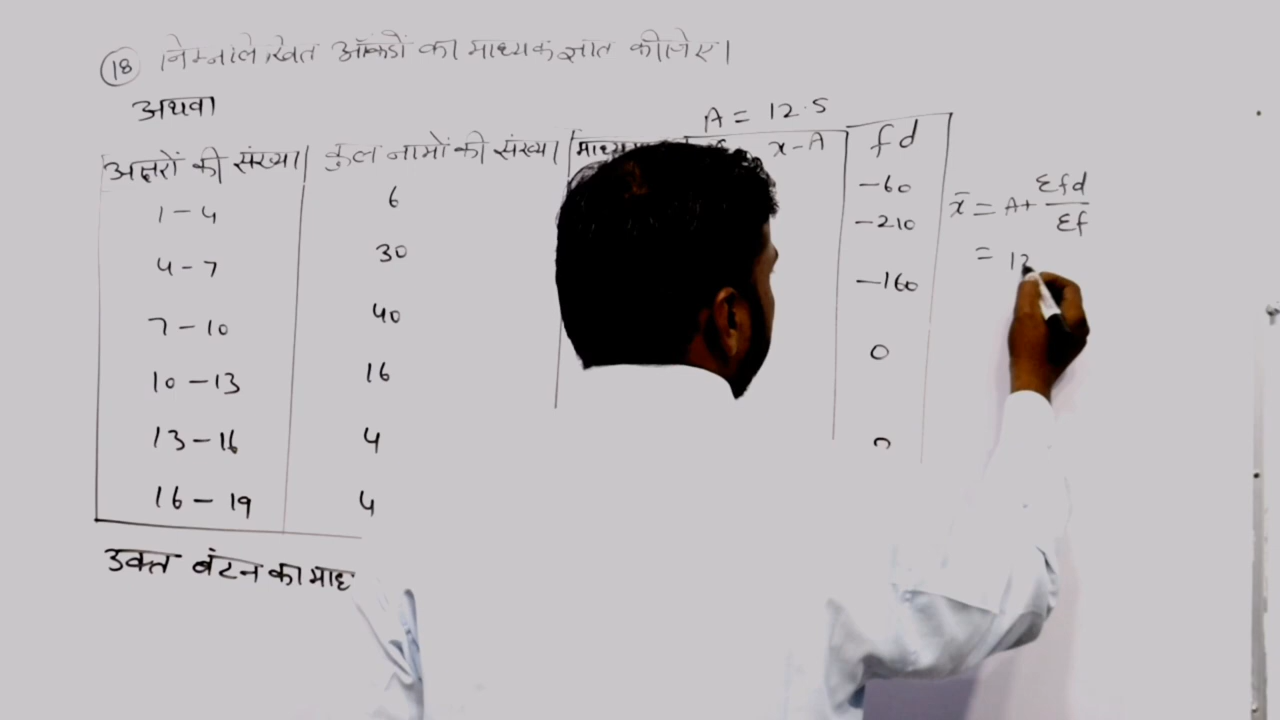 18 निम्नलिखित आँकडों का माध्यक ज्ञात कीजिए।
अथवा
A = 12.5
अक्षरों की संख्या कुल नामों की संख्या x-A fd
1-4 6 -60
4-7 30 -210
7-10 40 -160
10-13 16 0
13-16 4
16-19 4
x̄ = A+ Σfd/Σf
= 12
उक्त बंटन का माध